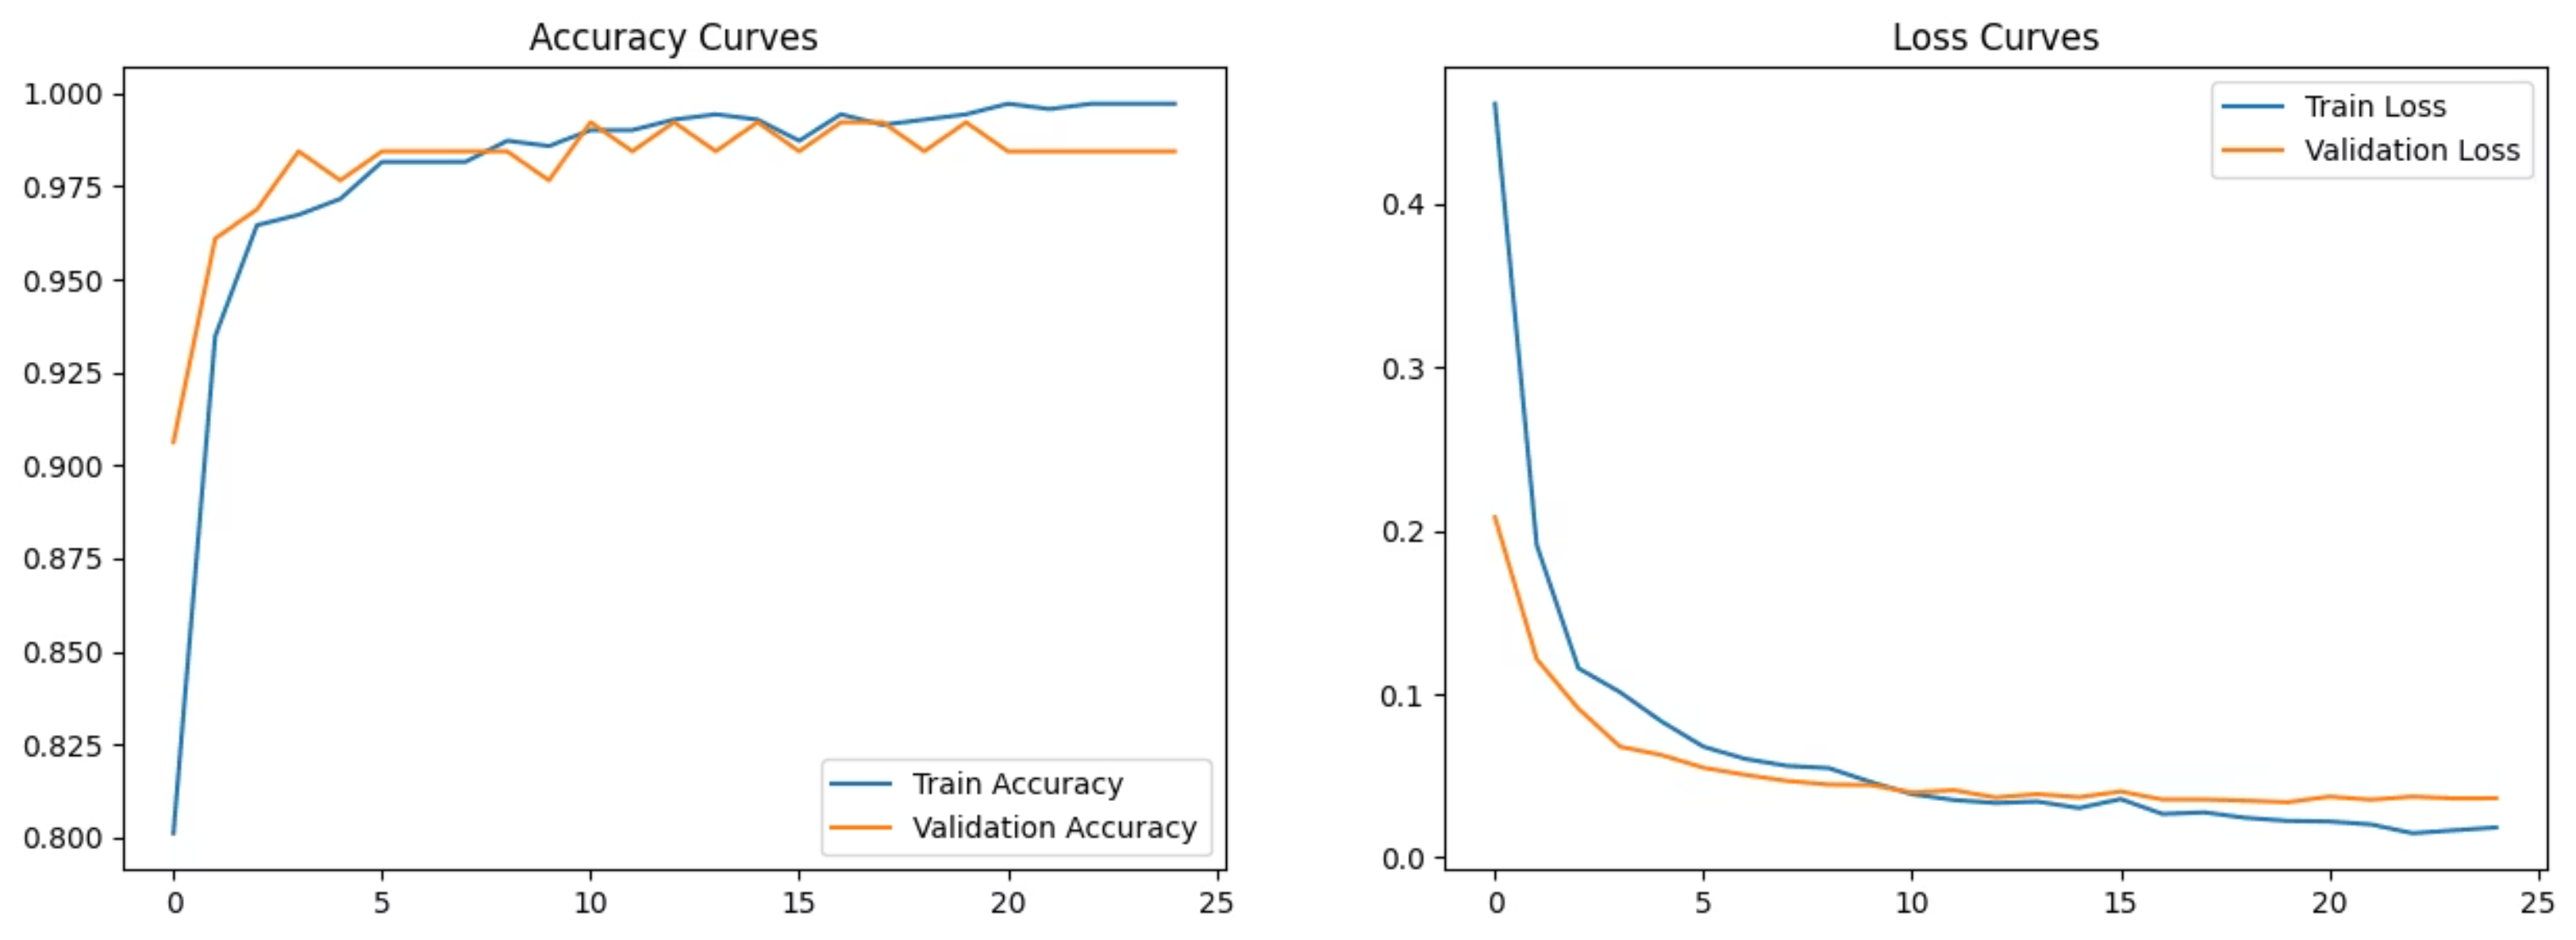 Accuracy Curves
1.000
0.975
0.950
0.925
0.900
0.875
0.850
0.825
0.800
0 5 10 15 20 25
Train Accuracy
Validation Accuracy
Loss Curves
0.4
0.3
0.2
0.1
0.0
0 5 10 15 20 25
Train Loss
Validation Loss